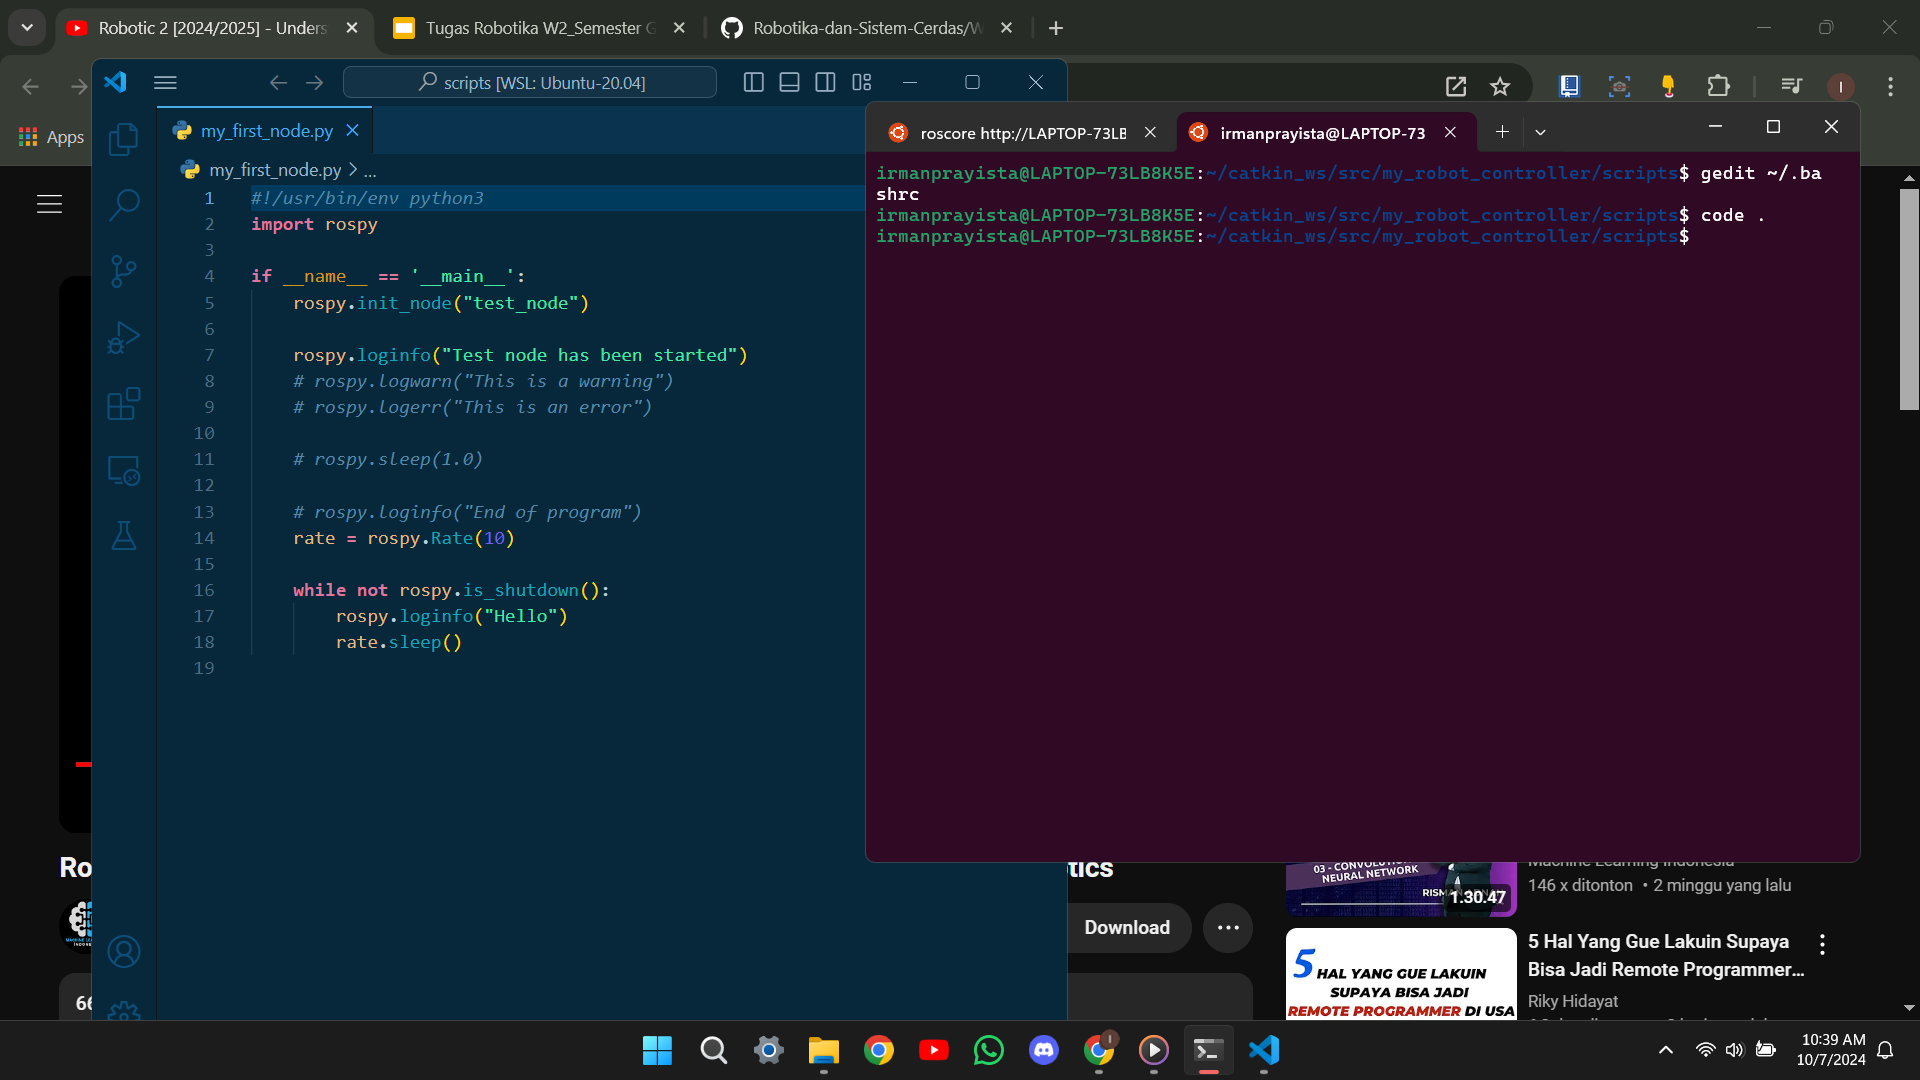 Robotic 2 [2024/2025] - Unders
Tugas Robotika W2_Semester G
Robotika-dan-Sistem-Cerdas/W
Apps
scripts [WSL: Ubuntu-20.04]
my_first_node.py
my_first_node.py > ...
1 #!/usr/bin/env python3
2 import rospy
3
4 if __name__ == '__main__':
5 rospy.init_node("test_node")
6
7 rospy.loginfo("Test node has been started")
8 # rospy.logwarn("This is a warning")
9 # rospy.logerr("This is an error")
10
11 # rospy.sleep(1.0)
12
13 # rospy.loginfo("End of program")
14 rate = rospy.Rate(10)
15
16 while not rospy.is_shutdown():
17 rospy.loginfo("Hello")
18 rate.sleep()
19
roscore http://LAPTOP-73LB
irmanprayista@LAPTOP-73
irmanprayista@LAPTOP-73LB8K5E:~/catkin_ws/src/my_robot_controller/scripts$ gedit ~/.ba
shrc
irmanprayista@LAPTOP-73LB8K5E:~/catkin_ws/src/my_robot_controller/scripts$ code .
irmanprayista@LAPTOP-73LB8K5E:~/catkin_ws/src/my_robot_controller/scripts$
Ro
tics
Download
66
03 - CONVOLUTION
NEURAL NETWORK
1.30.47
Machine Learning Indonesia
146 x ditonton • 2 minggu yang lalu
5 HAL YANG GUE LAKUIN
SUPAYA BISA JADI
REMOTE PROGRAMMER DI USA
5 Hal Yang Gue Lakuin Supaya
Bisa Jadi Remote Programmer...
Riky Hidayat
10:39 AM
10/7/2024